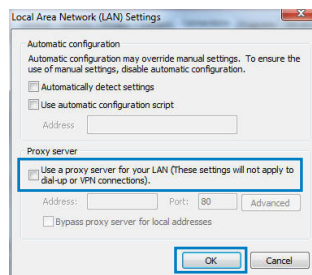 Local Area Network (LAN) Settings
Automatic configuration
Automatic configuration may override manual settings. To ensure the
use of manual settings, disable automatic configuration.
Automatically detect settings
Use automatic configuration script
Address
Proxy server
Use a proxy server for your LAN (These settings will not apply to
dial-up or VPN connections).
Address: Port: 80 Advanced
Bypass proxy server for local addresses
OK Cancel